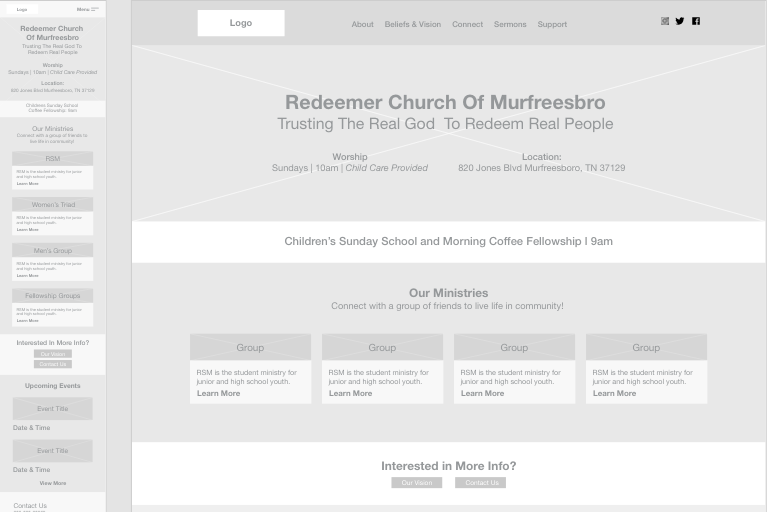 Logo
Menu
Redeemer Church
Of Murfreesbro
Trusting The Real God To
Redeem Real People
Worship
Sundays | 10am | Child Care Provided
Location:
820 Jones Blvd Murfreesboro, TN 37129
Childrens Sunday School
Coffee Fellowship 9am
Our Ministries
Connect with a group of friends to
live life in community!
RSM
RSM is the student ministry for junior
and high school youth.
Learn More
Women's Triad
RSM is the student ministry for junior
and high school youth.
Learn More
Men's Group
RSM is the student ministry for junior
and high school youth.
Learn More
Fellowship Groups
RSM is the student ministry for junior
and high school youth.
Learn More
Interested In More Info?
Our Vision
Contact Us
Upcoming Events
Event Title
Date & Time
Event Title
Date & Time
View More
Contact Us
Logo
About Beliefs & Vision Connect Sermons Support
Redeemer Church Of Murfreesbro
Trusting The Real God To Redeem Real People
Worship
Sundays | 10am | Child Care Provided
Location:
820 Jones Blvd Murfreesboro, TN 37129
Children's Sunday School and Morning Coffee Fellowship | 9am
Our Ministries
Connect with a group of friends to live life in community!
Group
RSM is the student ministry for
junior and high school youth.
Learn More
Group
RSM is the student ministry for
junior and high school youth.
Learn More
Group
RSM is the student ministry for
junior and high school youth.
Learn More
Group
RSM is the student ministry for
junior and high school youth.
Learn More
Interested in More Info?
Our Vision
Contact Us